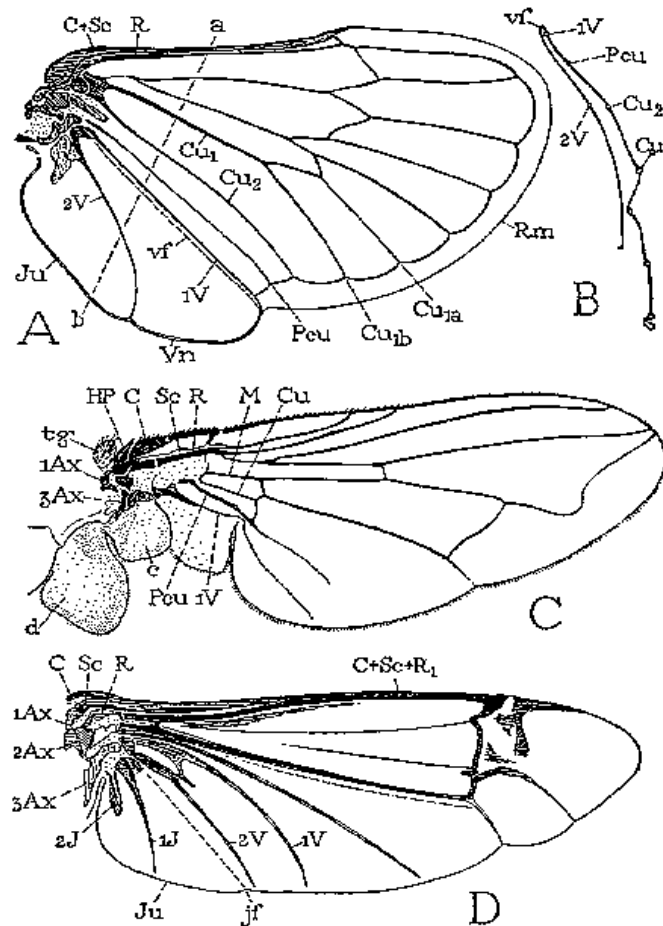 C+Sc R a
Cu₁
Cu₂
2V
vf
1V
Ju
b
Vn
Pcu
Cu₁b
Cu₁a
Rm
A
vf
1V
Pcu
Cu₂
2V
Cu₁
B
HP C Sc R M Cu
tg
1Ax
3Ax
c
d
Pcu 1V
C
C Sc R C+Sc+R₁
1Ax
2Ax
3Ax
2J
1J
2V
1V
Ju
jf
D